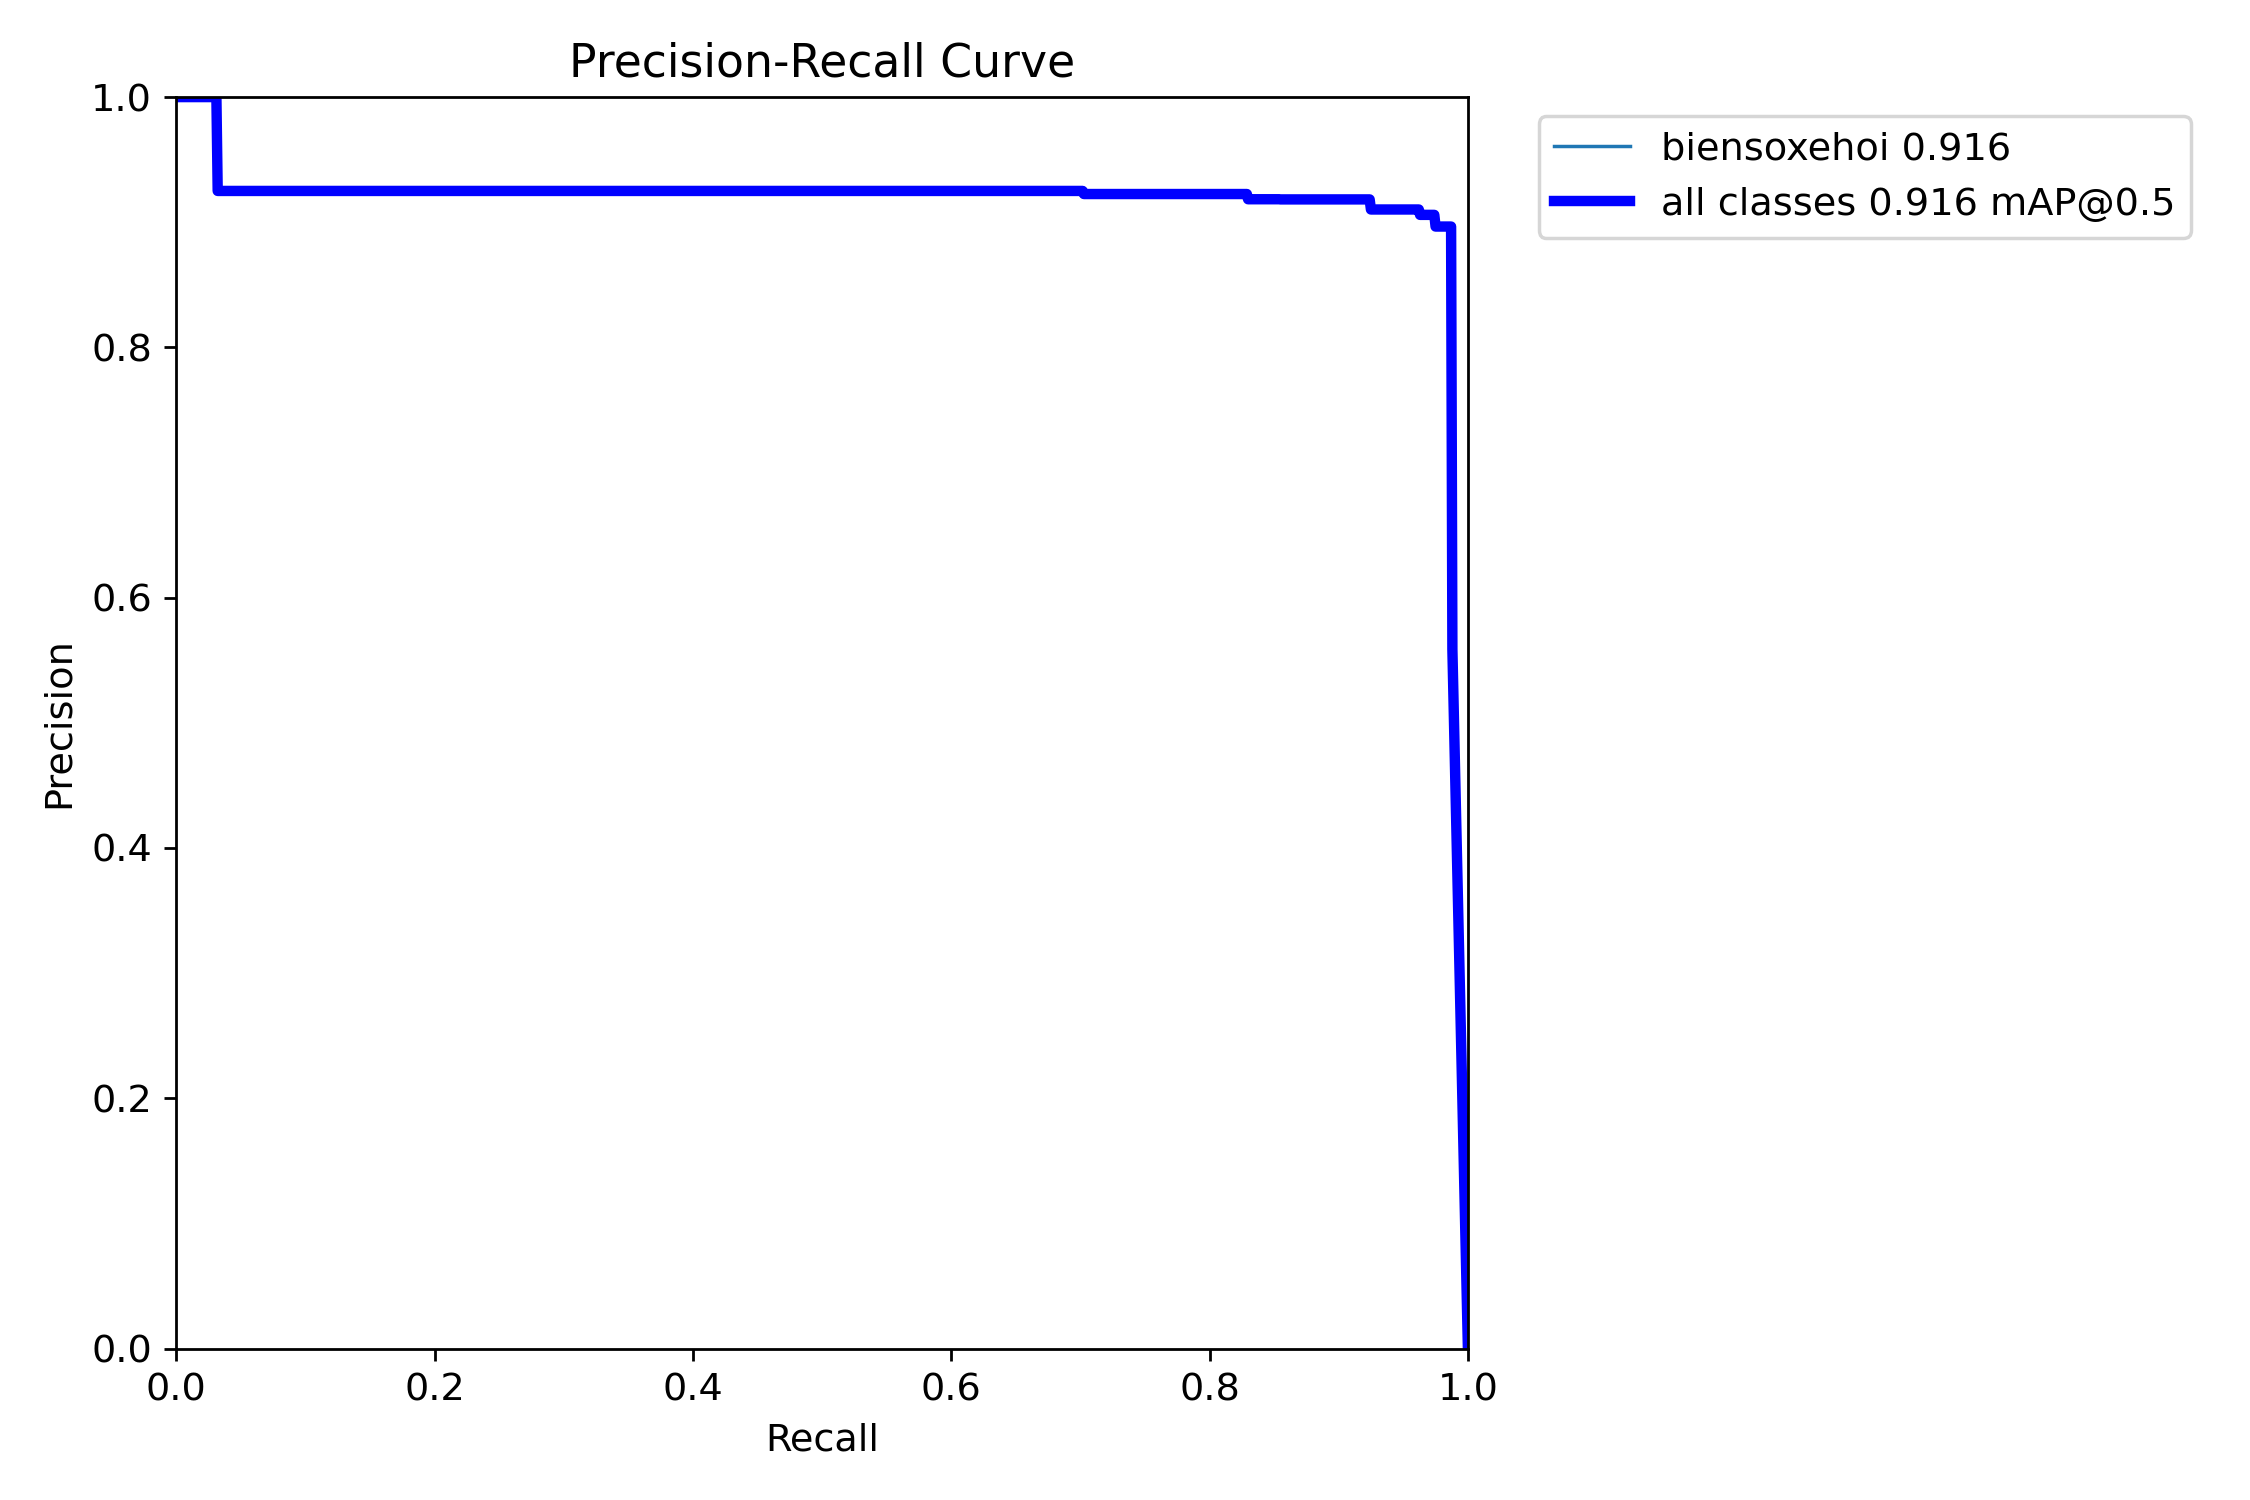 Precision-Recall Curve
1.0
0.8
0.6
0.4
0.2
0.0
Precision
0.0 0.2 0.4 0.6 0.8 1.0
Recall
biensoxehoi 0.916
all classes 0.916 mAP@0.5